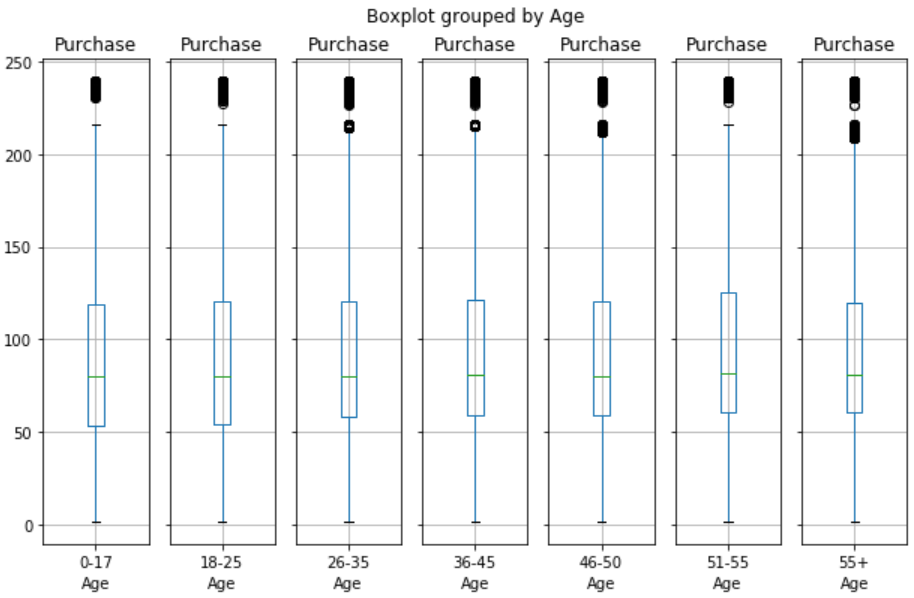 Boxplot grouped by Age
Purchase Purchase Purchase Purchase Purchase Purchase Purchase
250
200
150
100
50
0
0-17 18-25 26-35 36-45 46-50 51-55 55+
Age Age Age Age Age Age Age